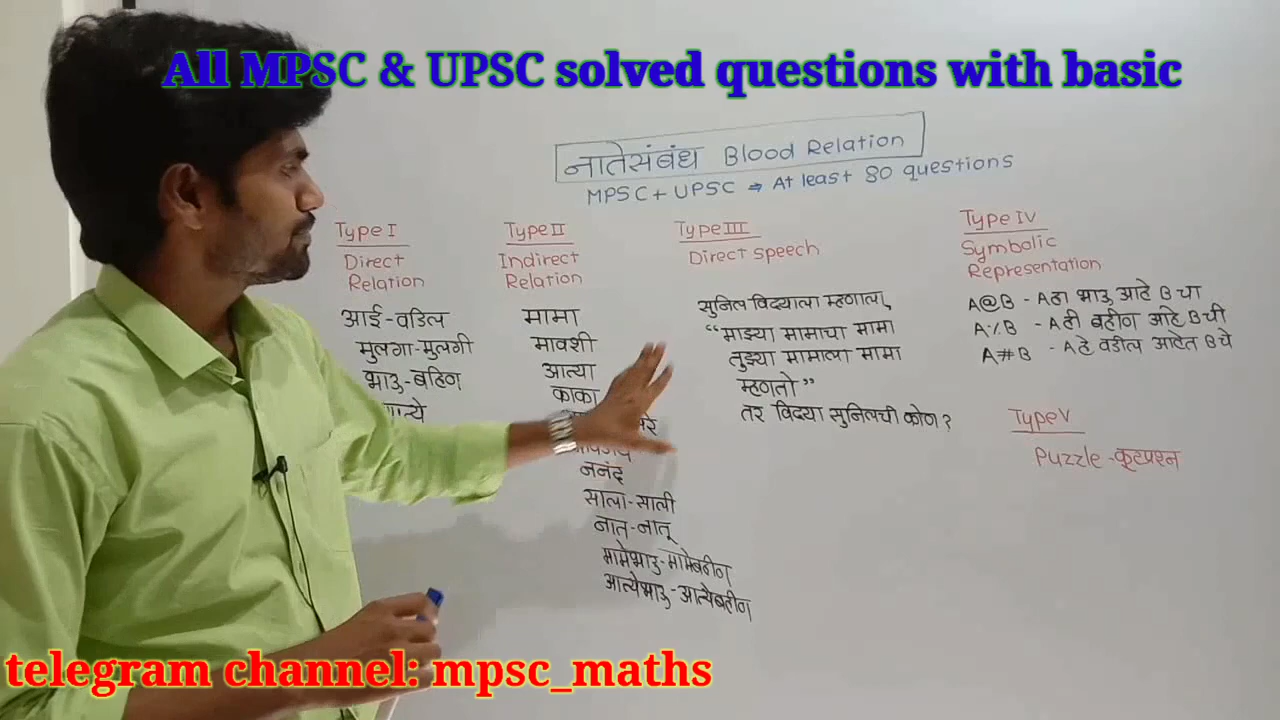 All MPSC & UPSC solved questions with basic
नातेसंबंध Blood Relation
MPSC + UPSC ⇒ At least 80 questions
Type I
Direct
Relation
आई-वडिल
मुलगा-मुलगी
भाऊ-बहिण
Type II
Indirect
Relation
मामा
मावशी
आत्या
काका
ननंद
साला-साली
नात-नातू
मामेभाऊ-मामेबहीण
आत्येभाऊ-आत्येबहीण
Type III
Direct speech
सुनिल विद्याला म्हणाला,
“माझ्या मामाचा मामा
तुझ्या मामाला मामा
म्हणतो”
तर विद्या सुनिलची कोण?
Type IV
Symbolic
Representation
A@B - A हा भाऊ आहे B चा
A%B - A ही बहीण आहे B ची
A#B - A हे वडील आहेत B चे
Type V
Puzzle-कूटप्रश्न
telegram channel: mpsc_maths